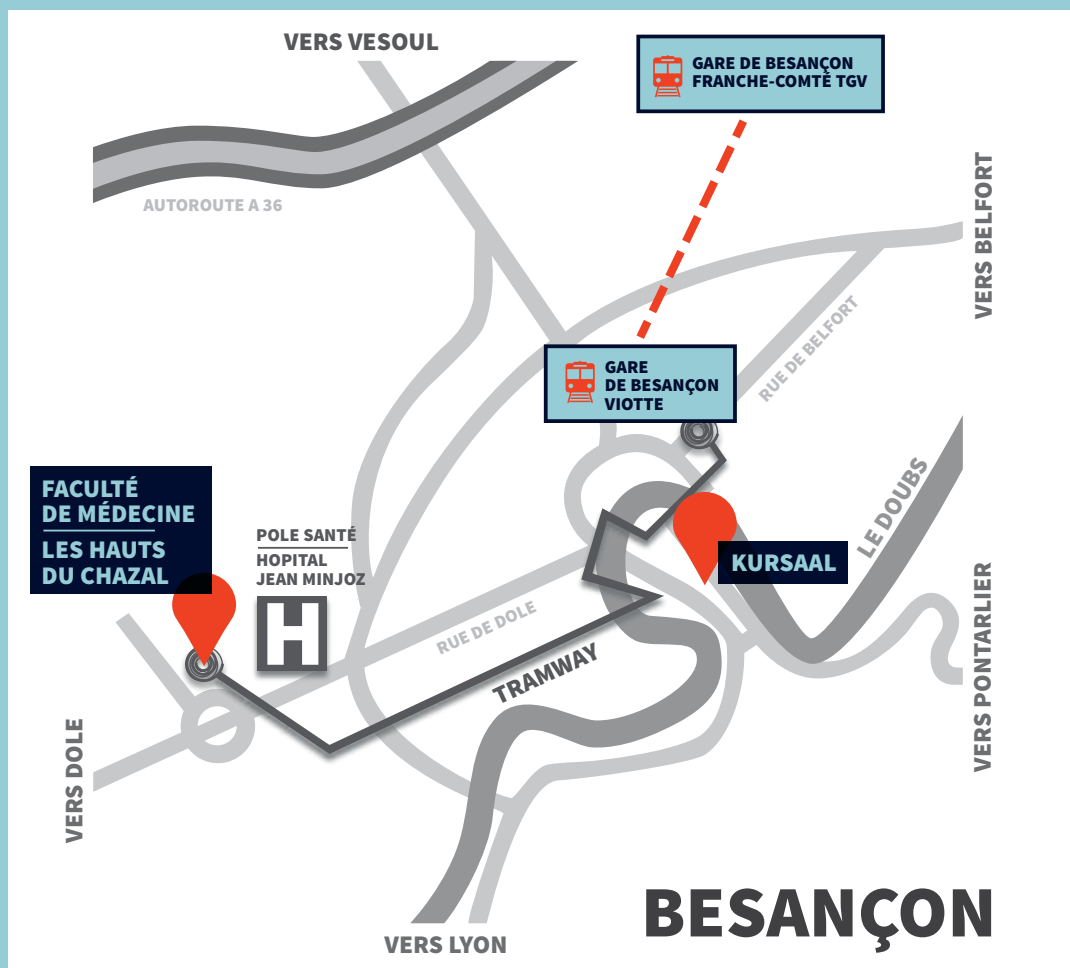 VERS VESOUL
GARE DE BESANÇON
FRANCHE-COMTÉ TGV
AUTOROUTE A 36
VERS BELFORT
RUE DE BELFORT
GARE
DE BESANÇON
VIOTTE
FACULTÉ
DE MÉDECINE
LES HAUTS
DU CHAZAL
POLE SANTÉ
HOPITAL
JEAN MINJOZ
H
LE DOUBS
KURSAAL
RUE DE DOLE
TRAMWAY
VERS PONTARLIER
VERS DOLE
VERS LYON
BESANÇON